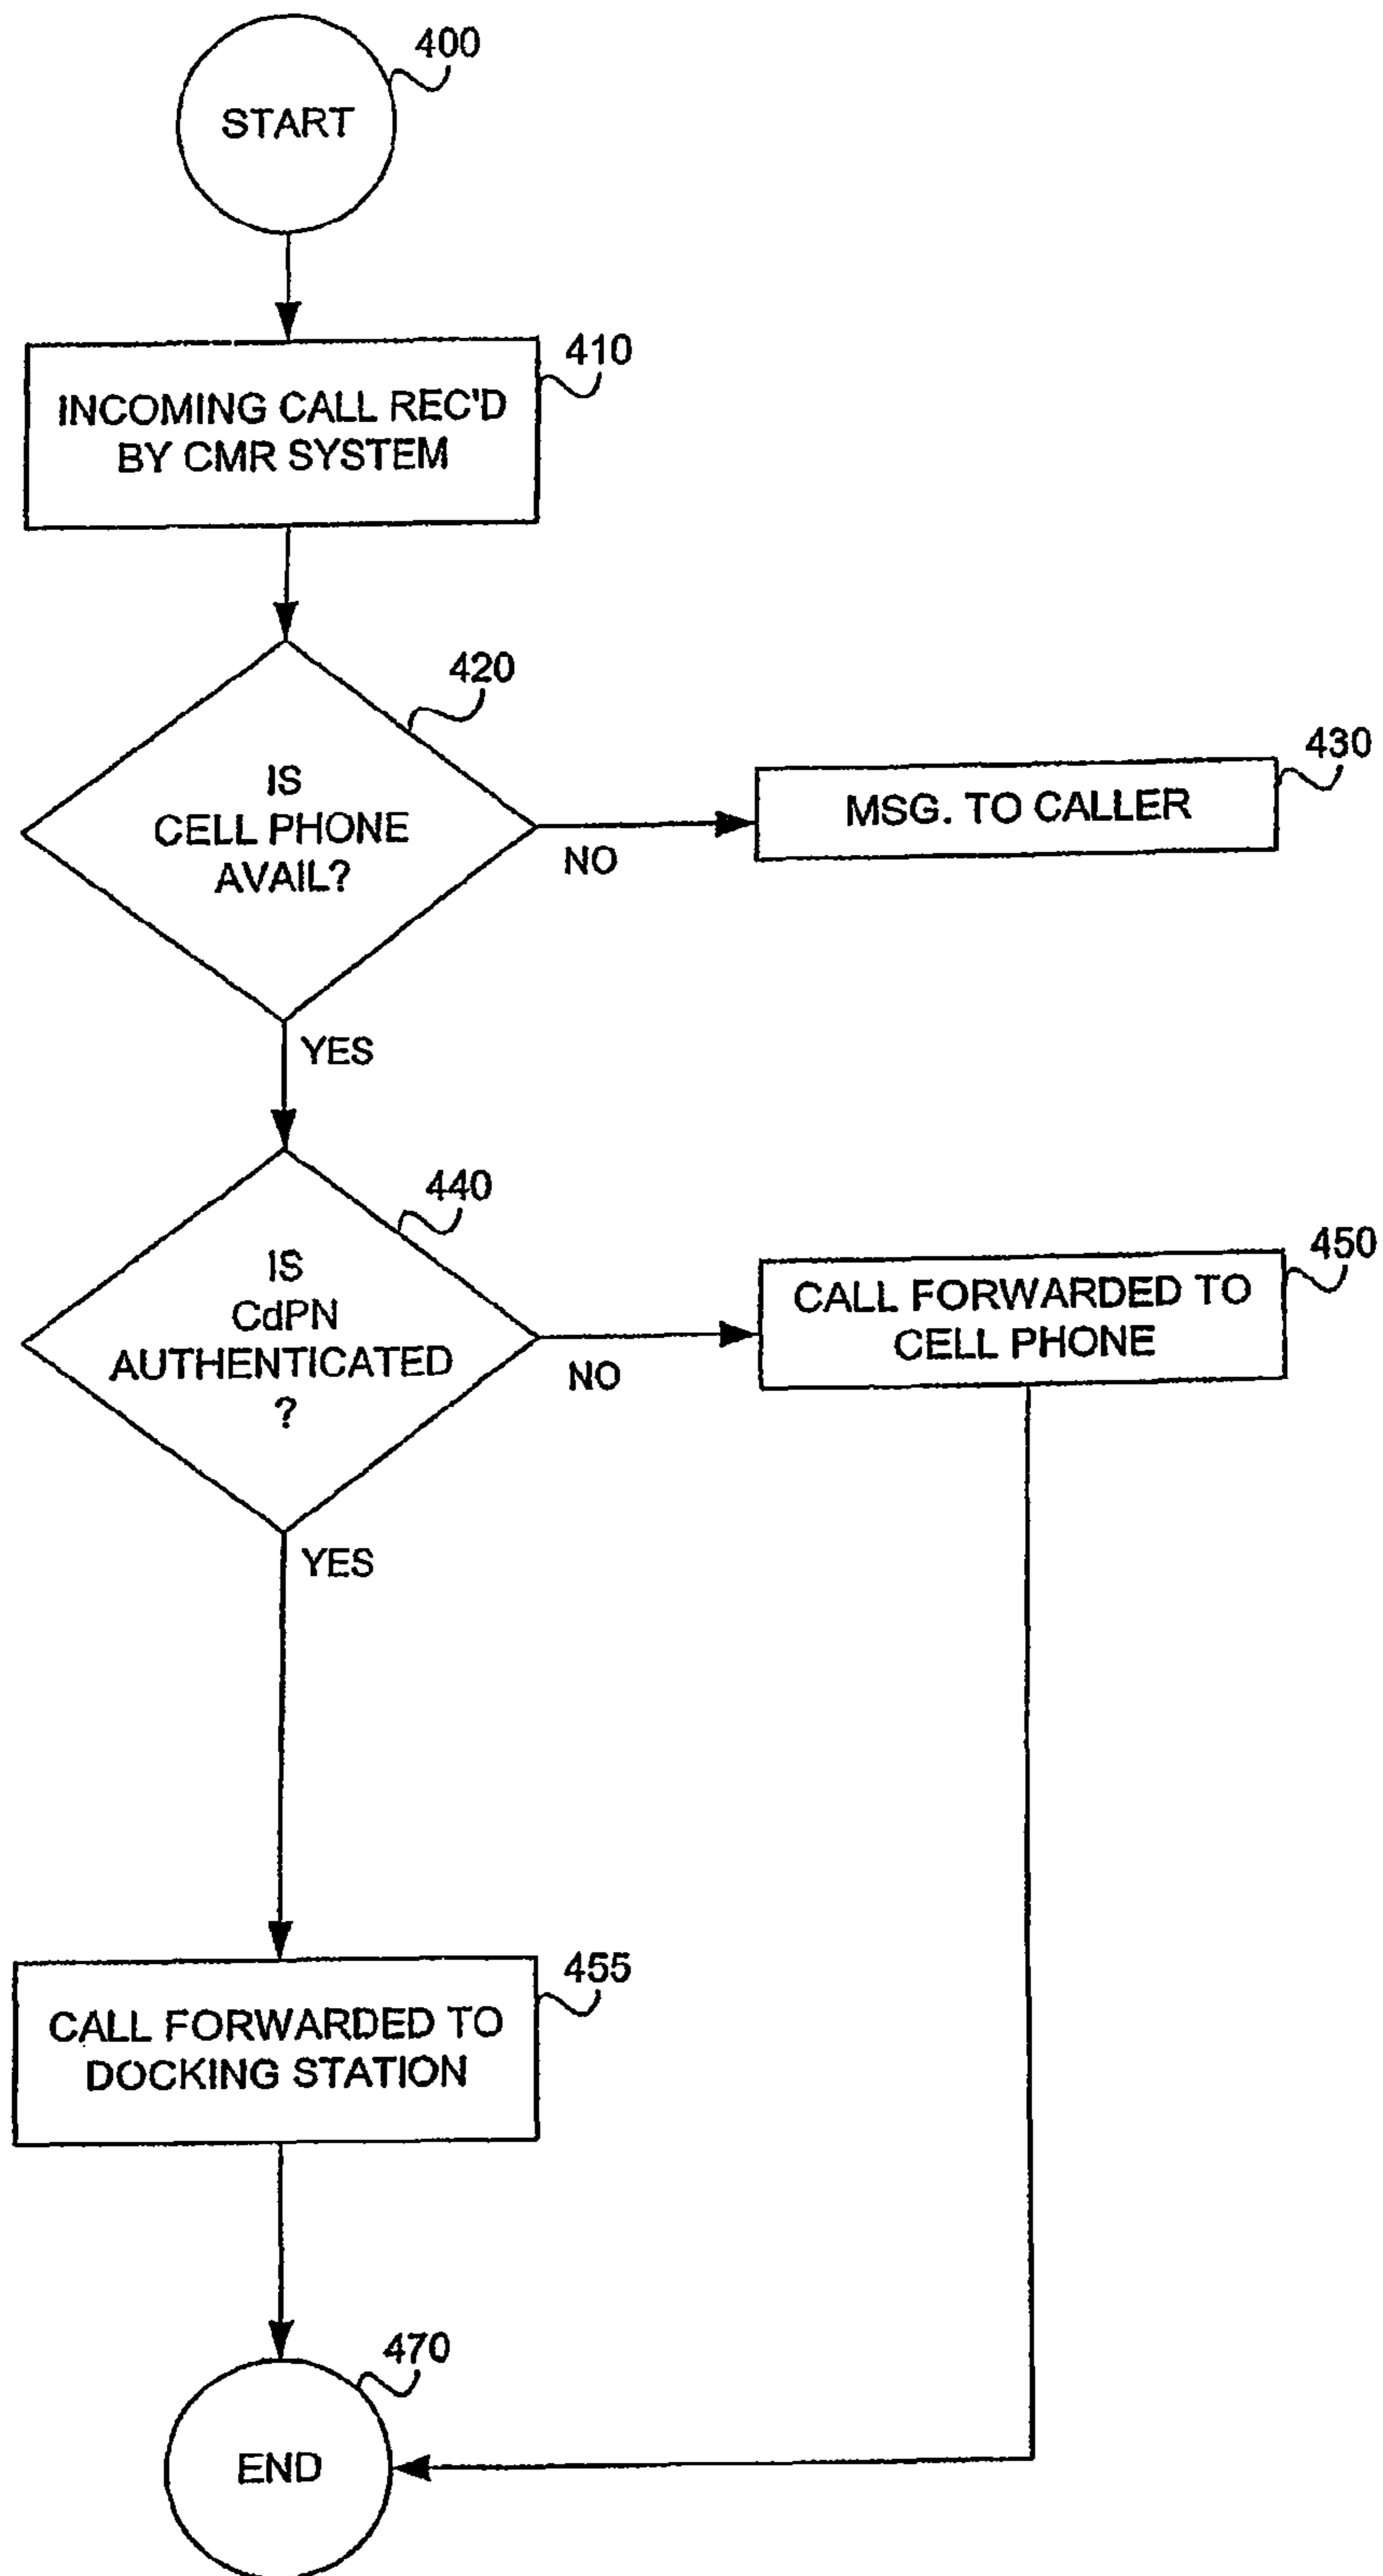 400
START
410
INCOMING CALL REC'D
BY CMR SYSTEM
420
IS
CELL PHONE
AVAIL?
NO
430
MSG. TO CALLER
YES
440
IS
CdPN
AUTHENTICATED
?
NO
450
CALL FORWARDED TO
CELL PHONE
YES
455
CALL FORWARDED TO
DOCKING STATION
470
END